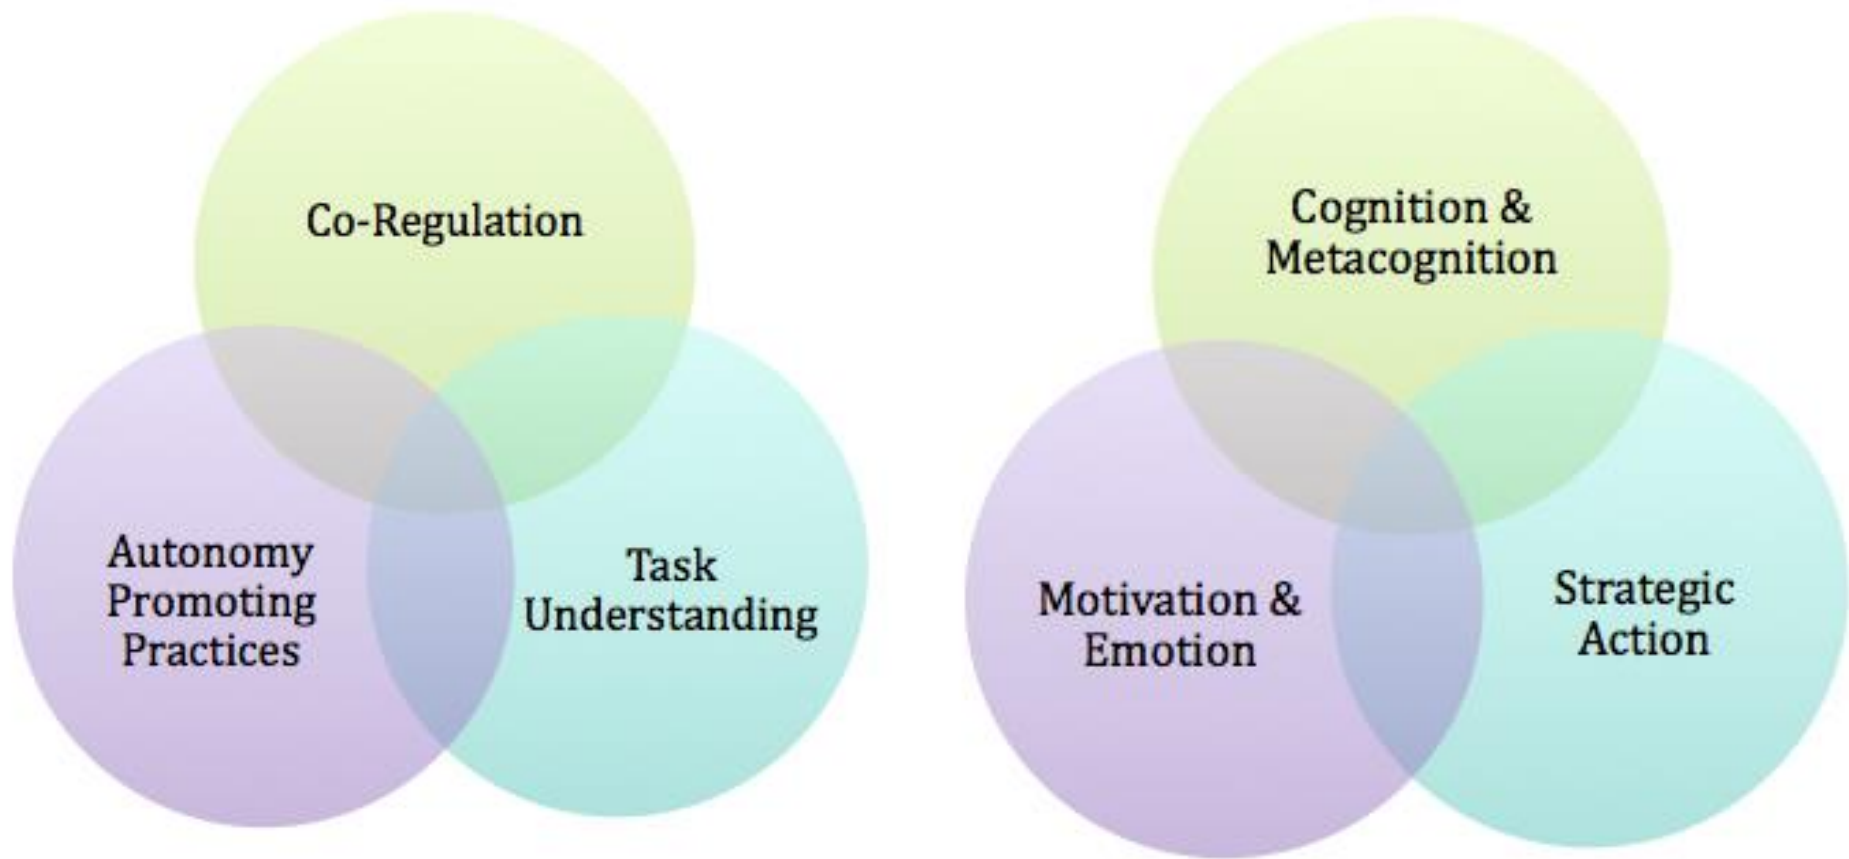 Co-Regulation
Autonomy
Promoting
Practices
Task
Understanding
Cognition &
Metacognition
Motivation &
Emotion
Strategic
Action